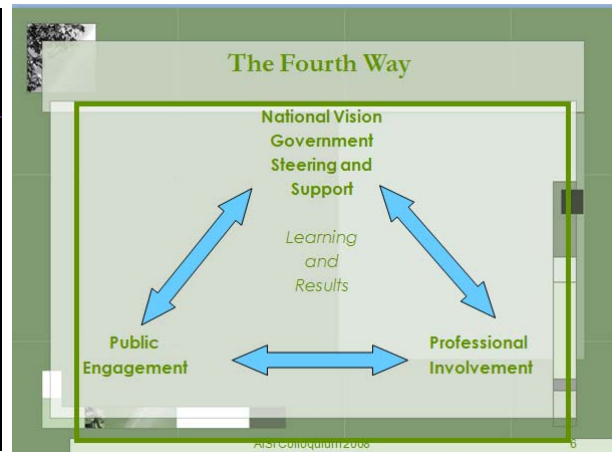 The Fourth Way
National Vision
Government
Steering and
Support
Learning
and
Results
Public
Engagement
Professional
Involvement
AISI Colloquium 2008
6